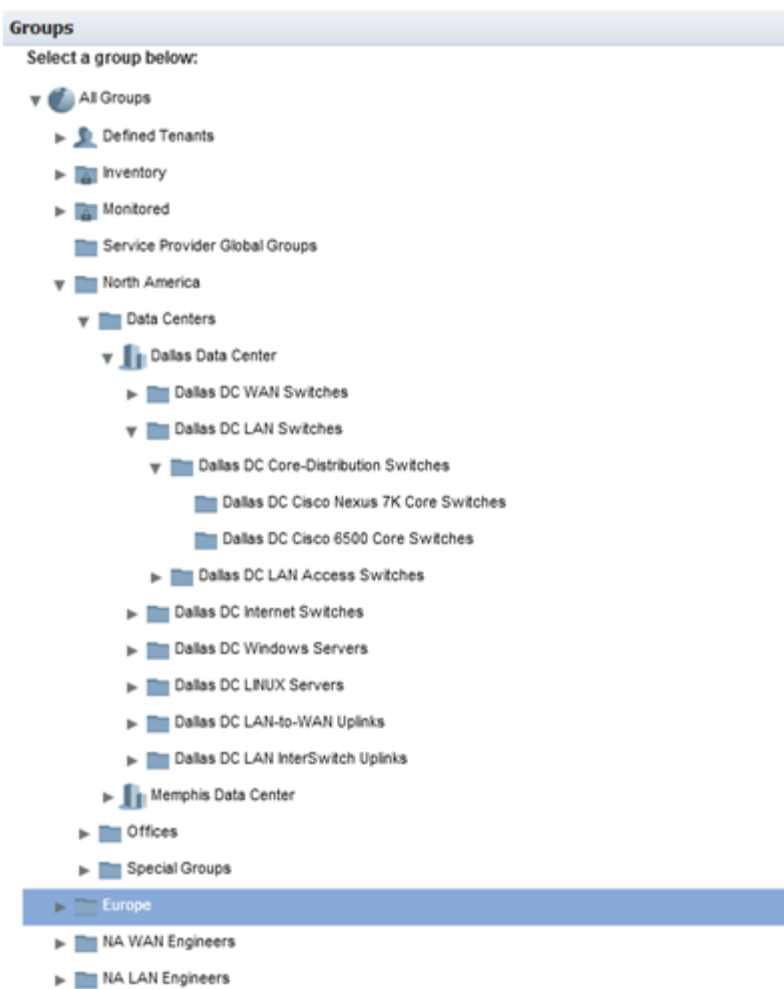 Groups
Select a group below:
All Groups
Defined Tenants
Inventory
Monitored
Service Provider Global Groups
North America
Data Centers
Dallas Data Center
Dallas DC WAN Switches
Dallas DC LAN Switches
Dallas DC Core-Distribution Switches
Dallas DC Cisco Nexus 7K Core Switches
Dallas DC Cisco 6500 Core Switches
Dallas DC LAN Access Switches
Dallas DC Internet Switches
Dallas DC Windows Servers
Dallas DC LINUX Servers
Dallas DC LAN-to-WAN Uplinks
Dallas DC LAN InterSwitch Uplinks
Memphis Data Center
Offices
Special Groups
Europe
NA WAN Engineers
NA LAN Engineers